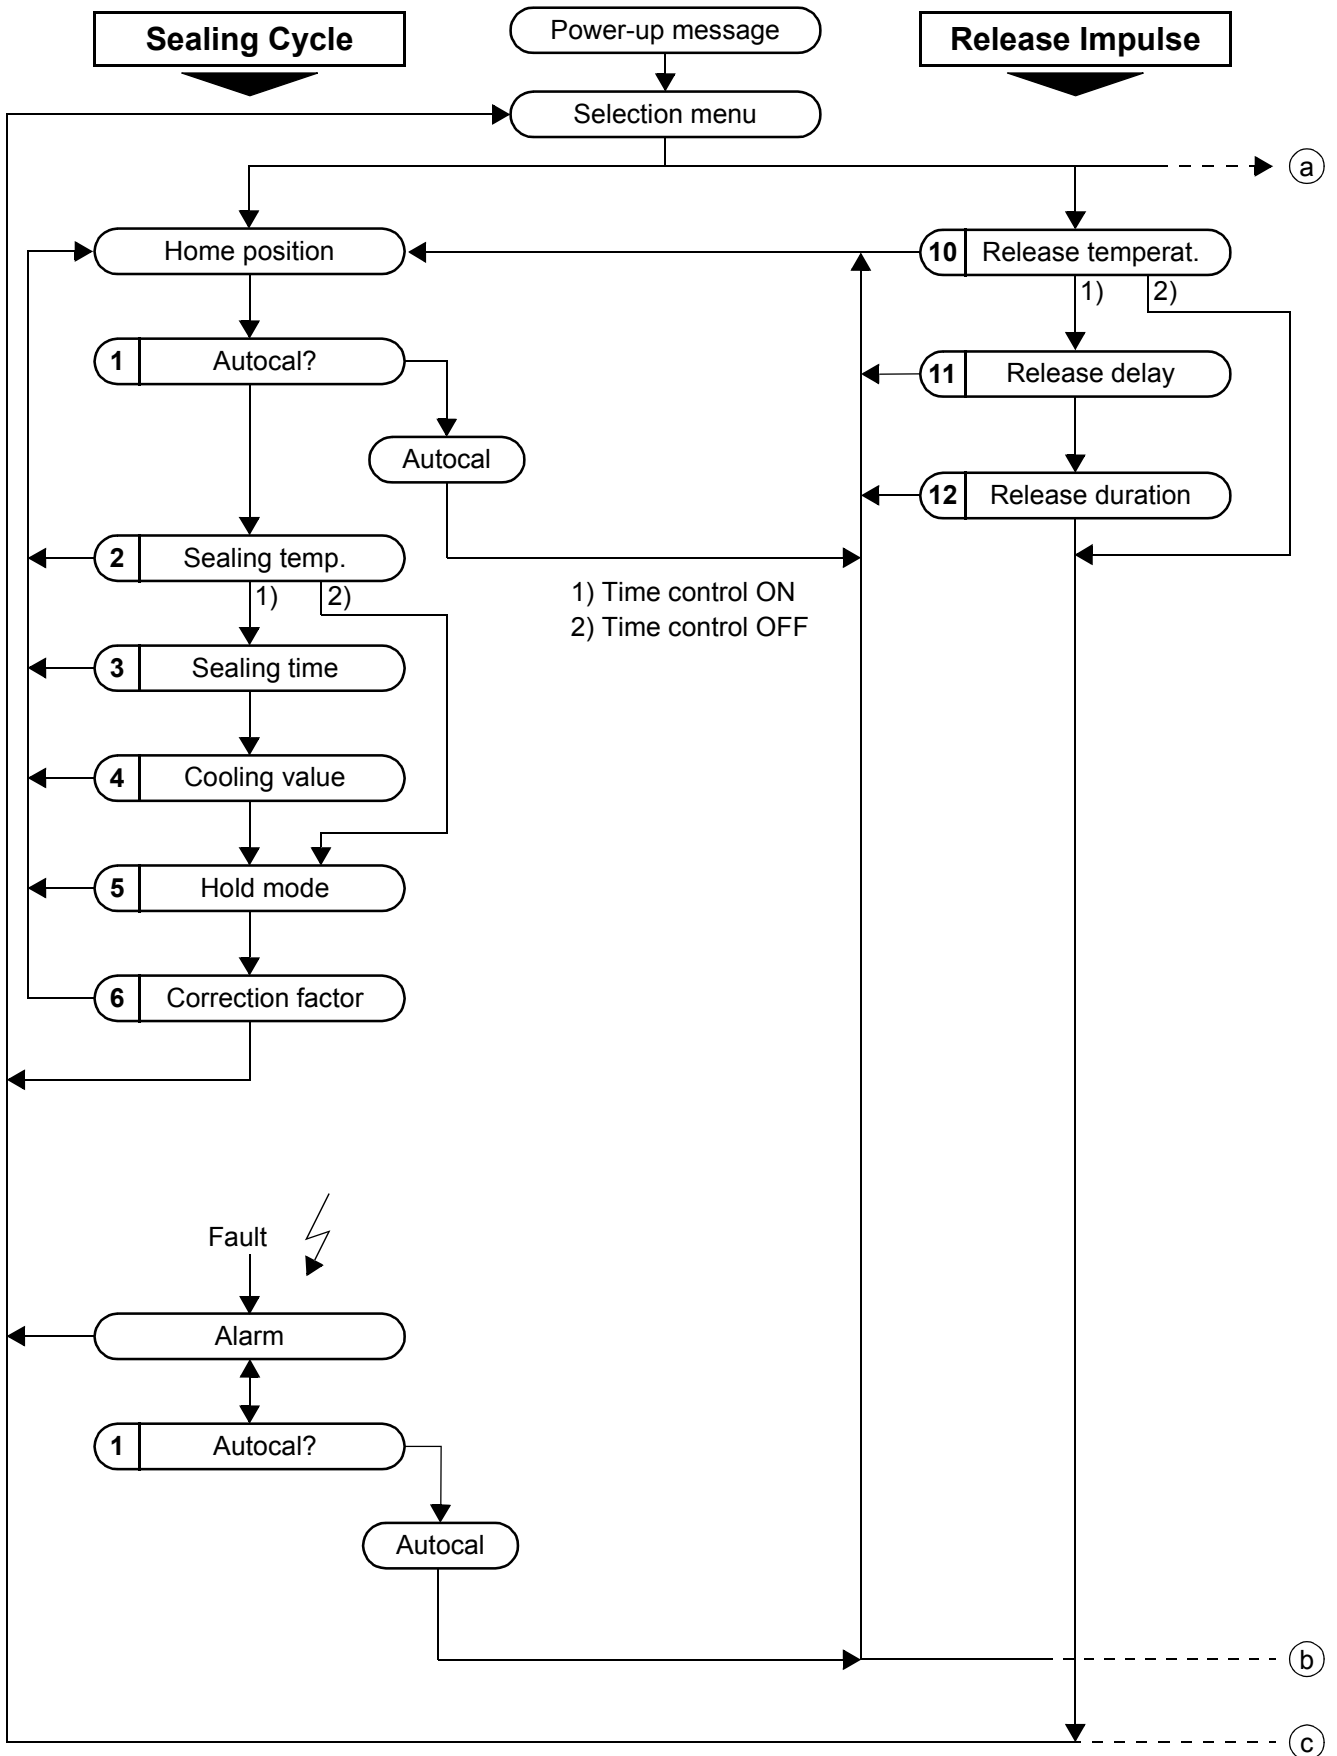 Sealing Cycle
Power-up message
Release Impulse
Selection menu
a
Home position
10 Release temperat.
1) 2)
1 Autocal?
11 Release delay
Autocal
12 Release duration
2 Sealing temp.
1) 2)
1) Time control ON
2) Time control OFF
3 Sealing time
4 Cooling value
5 Hold mode
6 Correction factor
Fault
Alarm
1 Autocal?
Autocal
b
c